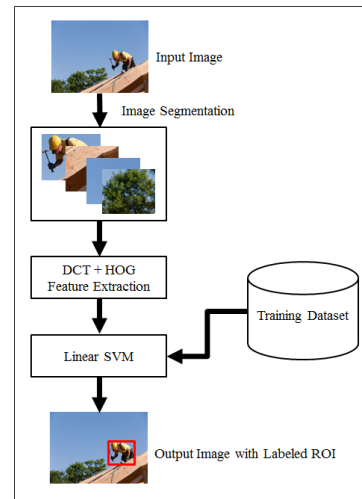 Input Image
Image Segmentation
DCT + HOG
Feature Extraction
Training Dataset
Linear SVM
Output Image with Labeled ROI